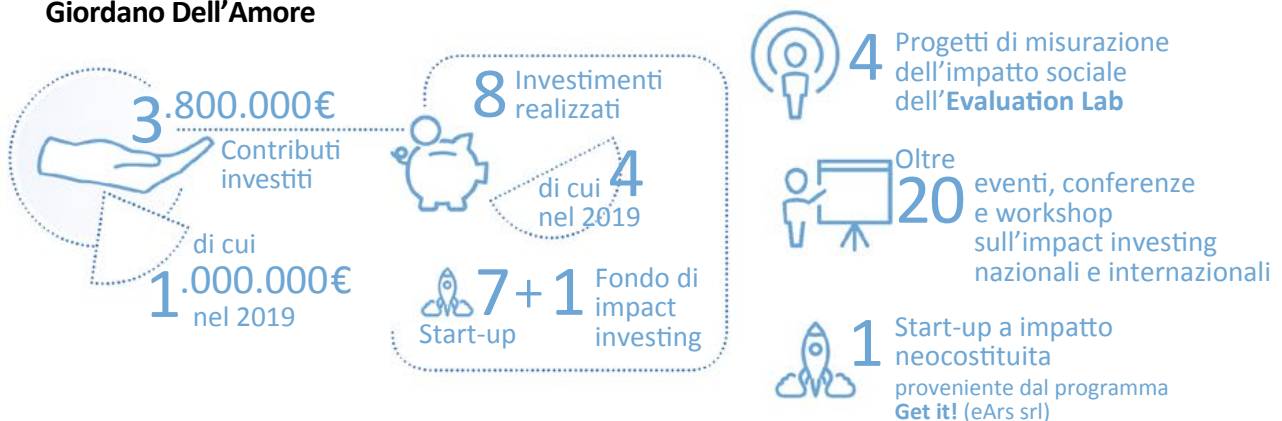 Giordano Dell’Amore
3.800.000€
Contributi
investiti
di cui
1.000.000€
nel 2019
8 Investimenti
realizzati
di cui 4
nel 2019
7+1 Fondo di
impact
investing
Start-up
4 Progetti di misurazione
dell’impatto sociale
dell’Evaluation Lab
Oltre
20 eventi, conferenze
e workshop
sull’impact investing
nazionali e internazionali
1 Start-up a impatto
neocostituita
proveniente dal programma
Get it! (eArs srl)